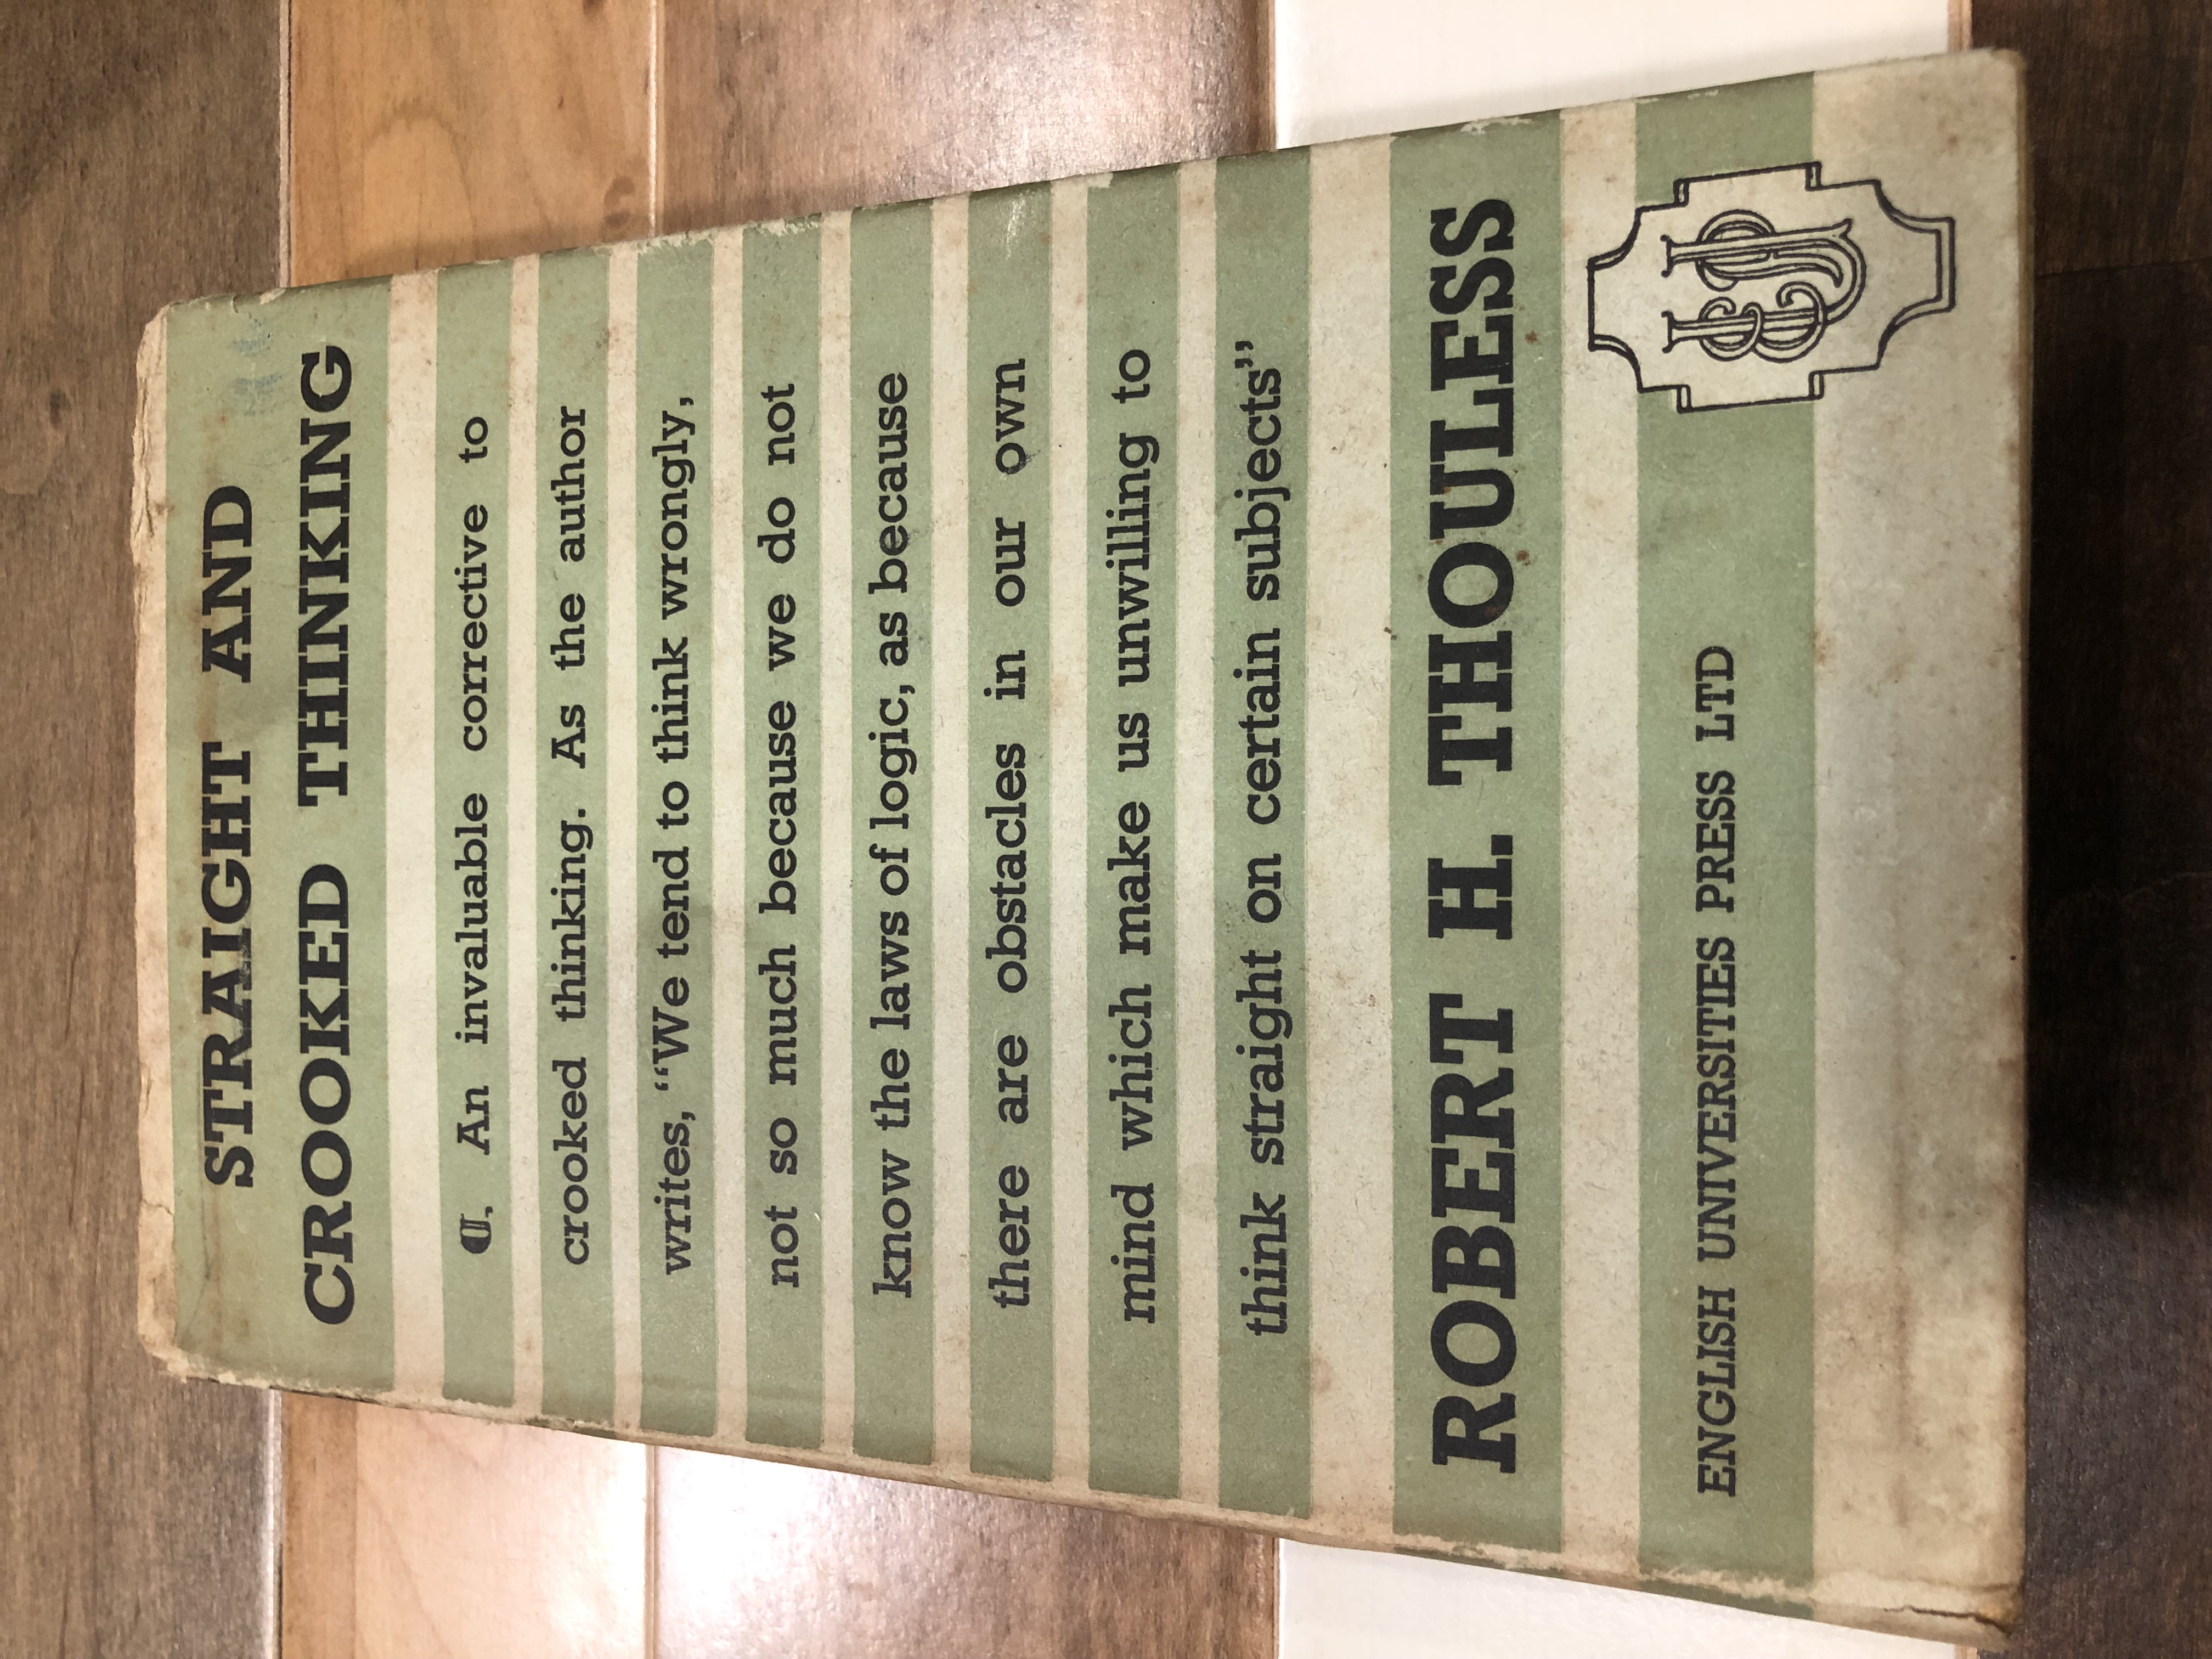 STRAIGHT AND
CROOKED THINKING
❡. An invaluable corrective to
crooked thinking. As the author
writes, “We tend to think wrongly,
not so much because we do not
know the laws of logic, as because
there are obstacles in our own
mind which make us unwilling to
think straight on certain subjects”
ROBERT H. THOULESS
ENGLISH UNIVERSITIES PRESS LTD